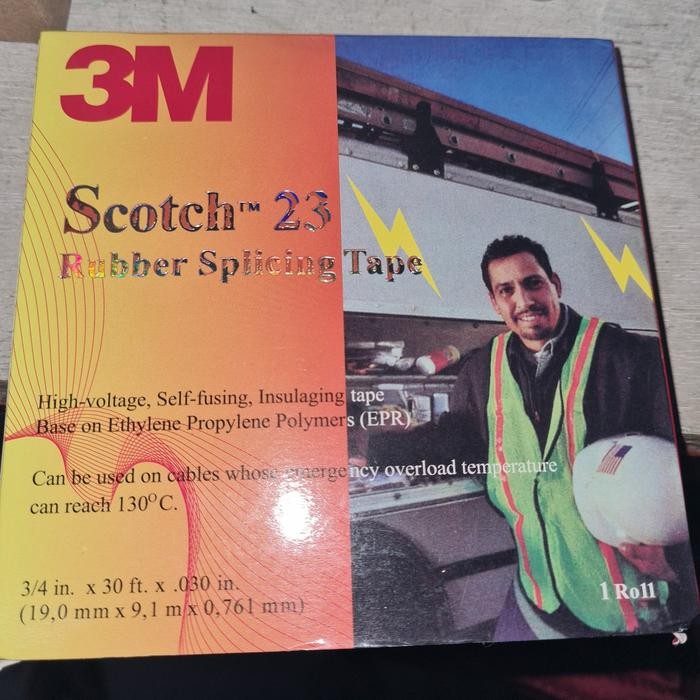 3M
Scotch™ 23
Rubber Splicing Tape
High-voltage, Self-fusing, Insulaging tape
Base on Ethylene Propylene Polymers (EPR)
Can be used on cables whose emergency overload temperature
can reach 130°C.
3/4 in. x 30 ft. x .030 in.
(19,0 mm x 9,1 m x 0,761 mm)
1 Roll